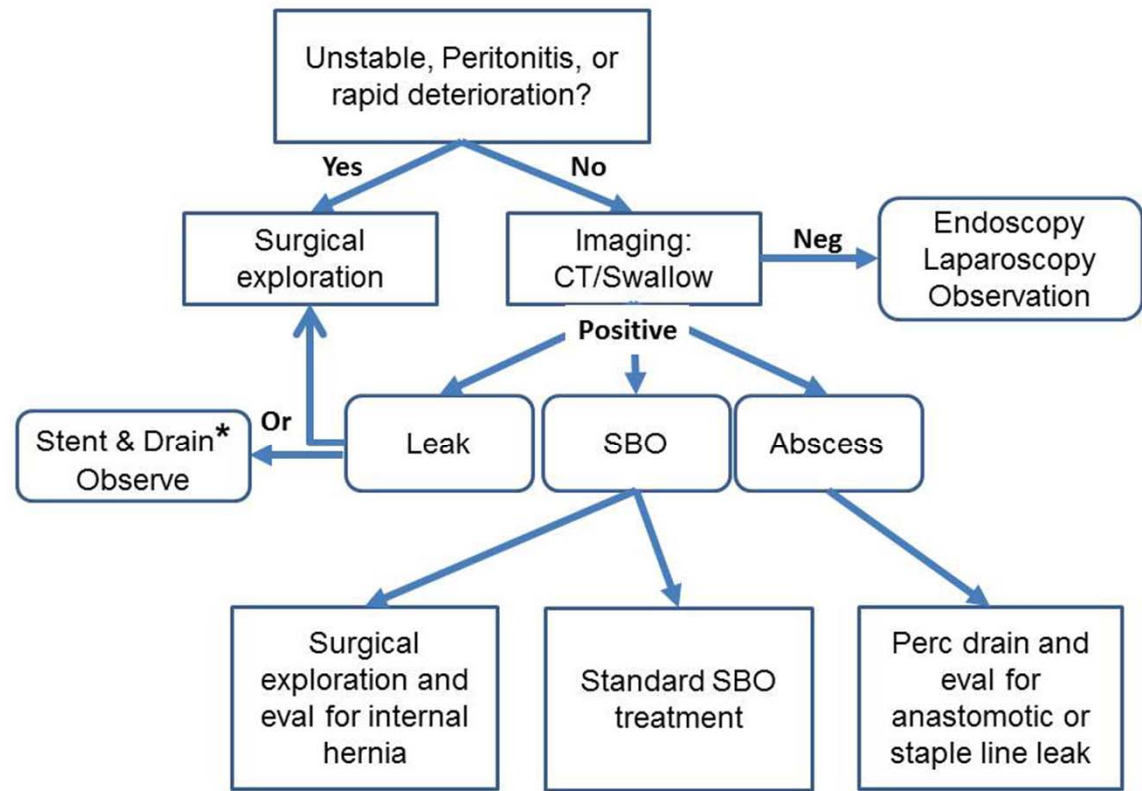 Unstable, Peritonitis, or
rapid deterioration?
Yes
No
Surgical
exploration
Imaging:
CT/Swallow
Neg
Endoscopy
Laparoscopy
Observation
Positive
Or
Stent & Drain*
Observe
Leak
SBO
Abscess
Surgical
exploration and
eval for internal
hernia
Standard SBO
treatment
Perc drain and
eval for
anastomotic or
staple line leak